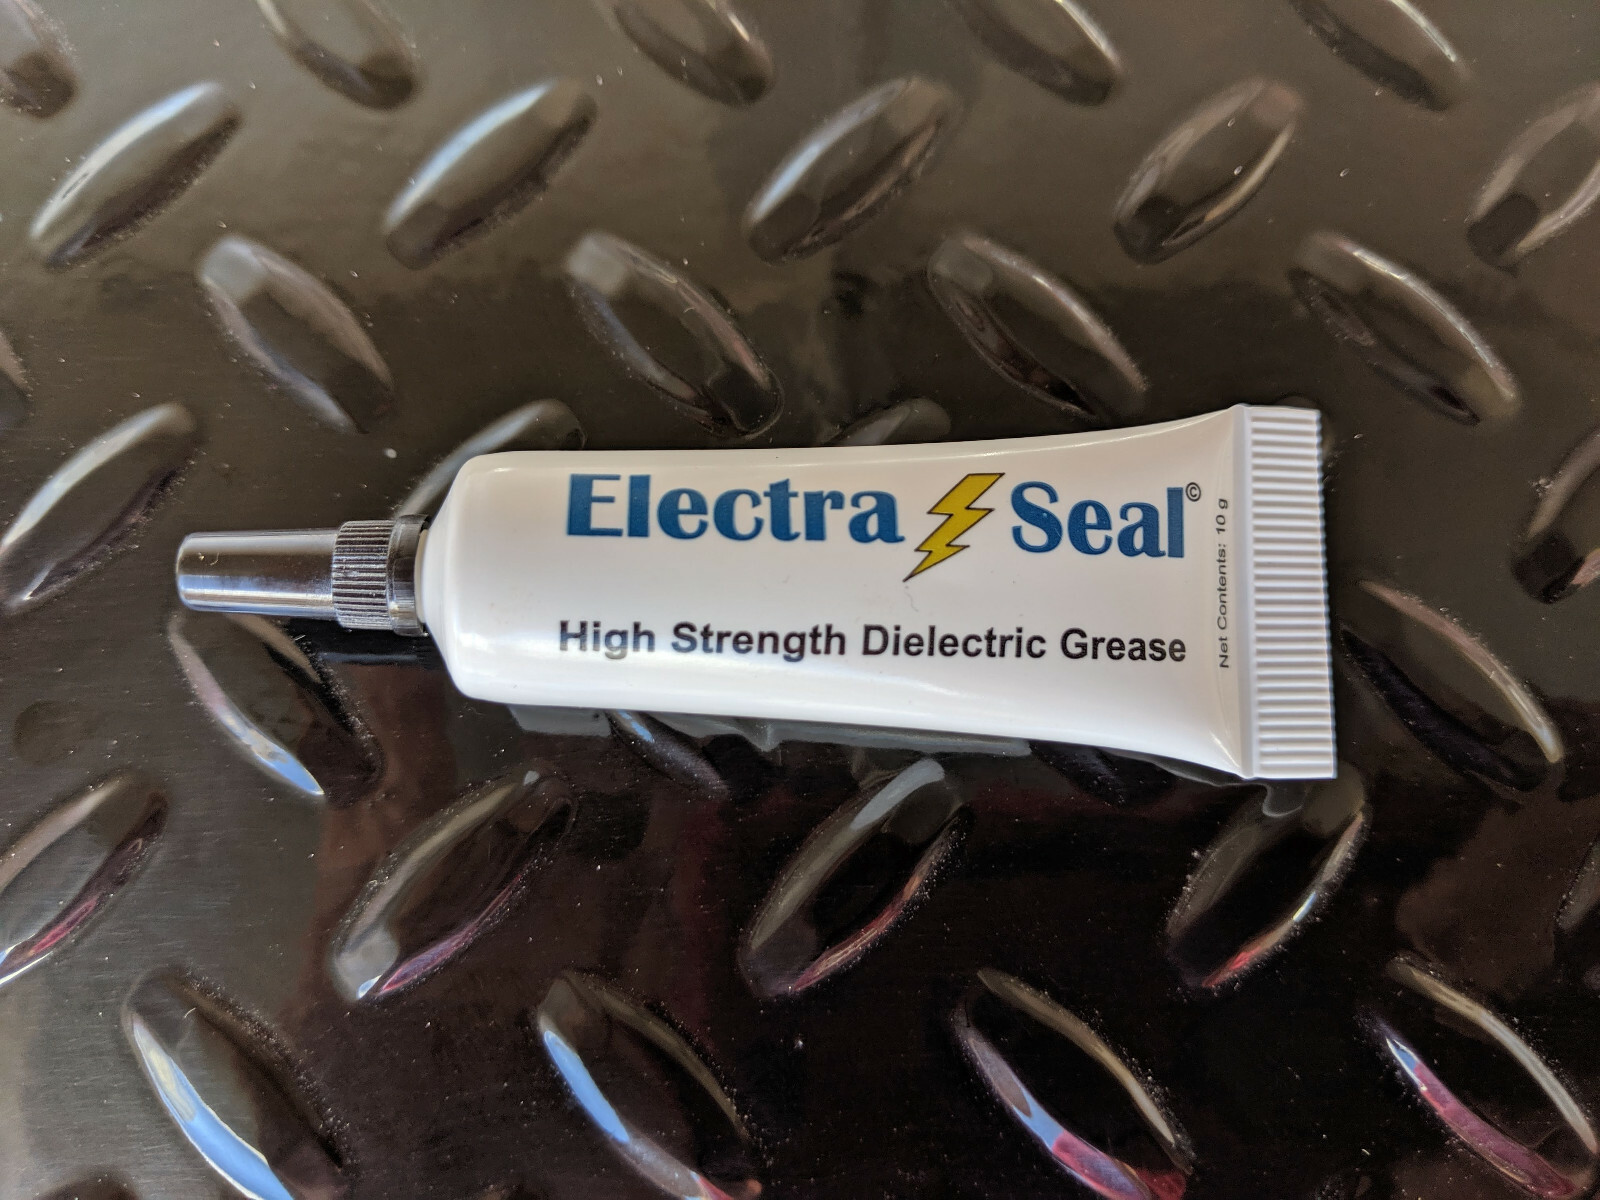 Electra Seal©
High Strength Dielectric Grease
Net Contents: 10 g